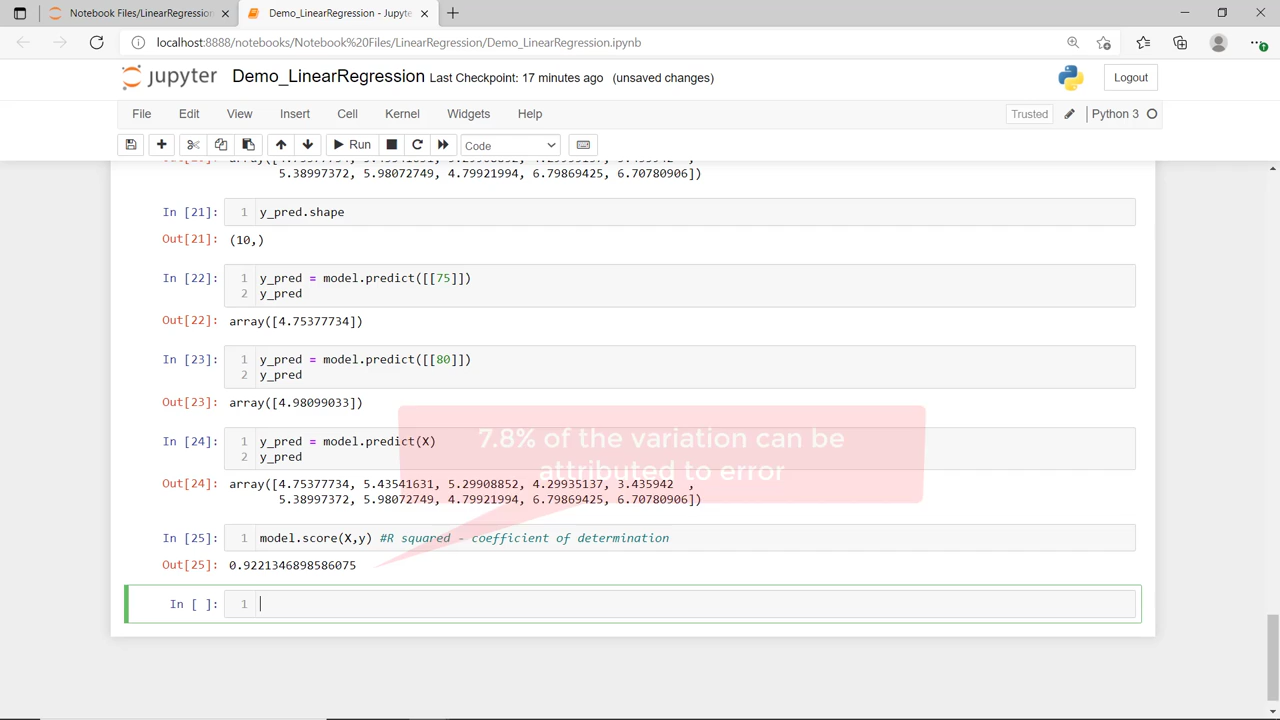 Notebook Files/LinearRegression
Demo_LinearRegression - Jupyter
localhost:8888/notebooks/Notebook%20Files/LinearRegression/Demo_LinearRegression.ipynb
jupyter Demo_LinearRegression Last Checkpoint: 17 minutes ago (unsaved changes) Logout
File Edit View Insert Cell Kernel Widgets Help Trusted Python 3
Run Code
5.38997372, 5.98072749, 4.79921994, 6.79869425, 6.70780906])
In [21]: 1 y_pred.shape
Out[21]: (10,)
In [22]: 1 y_pred = model.predict([[75]])
2 y_pred
Out[22]: array([4.75377734])
In [23]: 1 y_pred = model.predict([[80]])
2 y_pred
Out[23]: array([4.98099033])
7.8% of the variation can be
attributed to error
In [24]: 1 y_pred = model.predict(X)
2 y_pred
Out[24]: array([4.75377734, 5.43541631, 5.29908852, 4.29935137, 3.435942 ,
5.38997372, 5.98072749, 4.79921994, 6.79869425, 6.70780906])
In [25]: 1 model.score(X,y) #R squared - coefficient of determination
Out[25]: 0.9221346898586075
In [ ]: 1